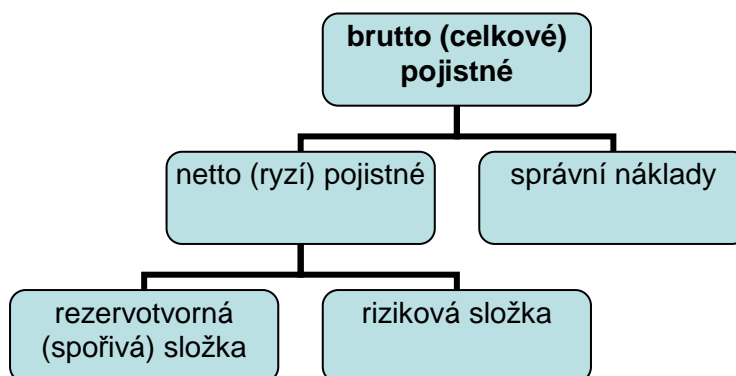 brutto (celkové)
pojistné
netto (ryzí) pojistné
správní náklady
rezervotvorná
(spořivá) složka
riziková složka